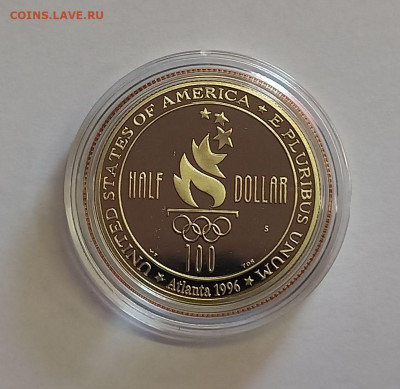 COINS.LAVE.RU
UNITED STATES OF AMERICA ★ E PLURIBUS UNUM ★
HALF DOLLAR
S
100
Atlanta 1996